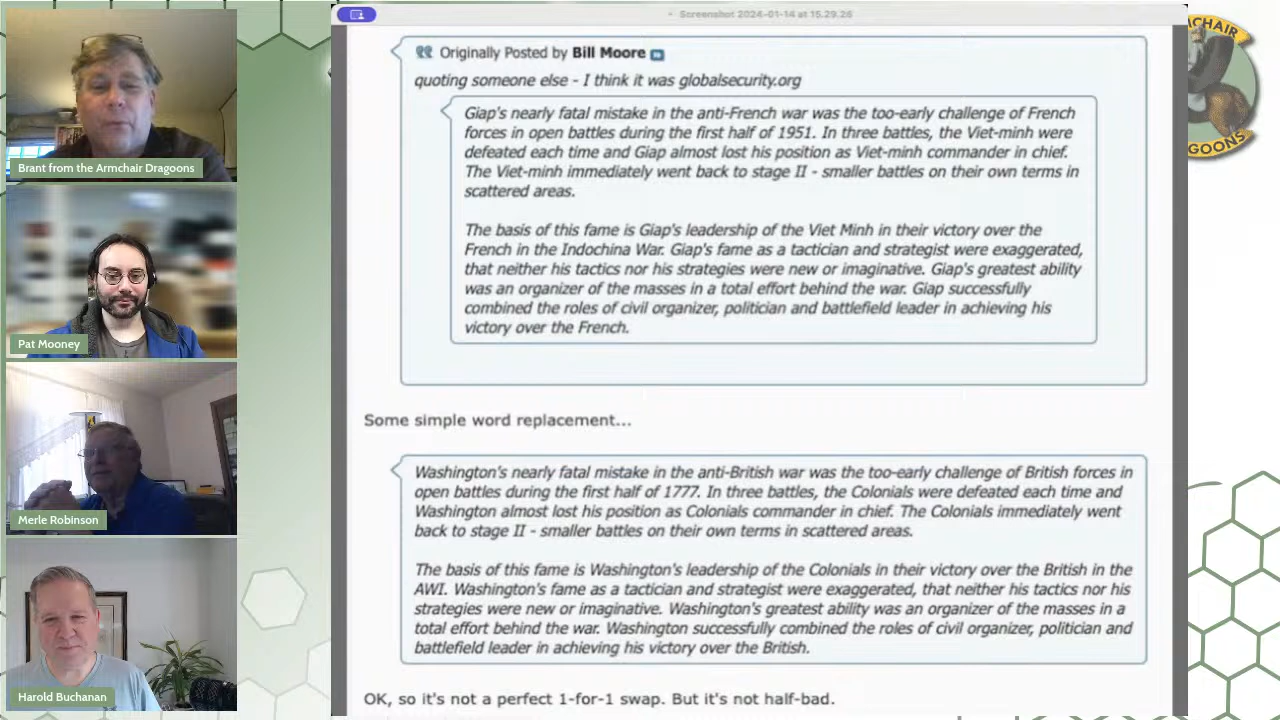 Screenshot 2024-01-14 at 15.29.26
Originally Posted by Bill Moore
quoting someone else - I think it was globalsecurity.org
Giap's nearly fatal mistake in the anti-French war was the too-early challenge of French
forces in open battles during the first half of 1951. In three battles, the Viet-minh were
defeated each time and Giap almost lost his position as Viet-minh commander in chief.
The Viet-minh immediately went back to stage II - smaller battles on their own terms in
scattered areas.
The basis of this fame is Giap's leadership of the Viet Minh in their victory over the
French in the Indochina War. Giap's fame as a tactician and strategist were exaggerated,
that neither his tactics nor his strategies were new or imaginative. Giap's greatest ability
was an organizer of the masses in a total effort behind the war. Giap successfully
combined the roles of civil organizer, politician and battlefield leader in achieving his
victory over the French.
Some simple word replacement...
Washington's nearly fatal mistake in the anti-British war was the too-early challenge of British forces in
open battles during the first half of 1777. In three battles, the Colonials were defeated each time and
Washington almost lost his position as Colonials commander in chief. The Colonials immediately went
back to stage II - smaller battles on their own terms in scattered areas.
The basis of this fame is Washington's leadership of the Colonials in their victory over the British in the
AWI. Washington's fame as a tactician and strategist were exaggerated, that neither his tactics nor his
strategies were new or imaginative. Washington's greatest ability was an organizer of the masses in a
total effort behind the war. Washington successfully combined the roles of civil organizer, politician and
battlefield leader in achieving his victory over the British.
OK, so it's not a perfect 1-for-1 swap. But it's not half-bad.
Brant from the Armchair Dragoons
Pat Mooney
Merle Robinson
Harold Buchanan